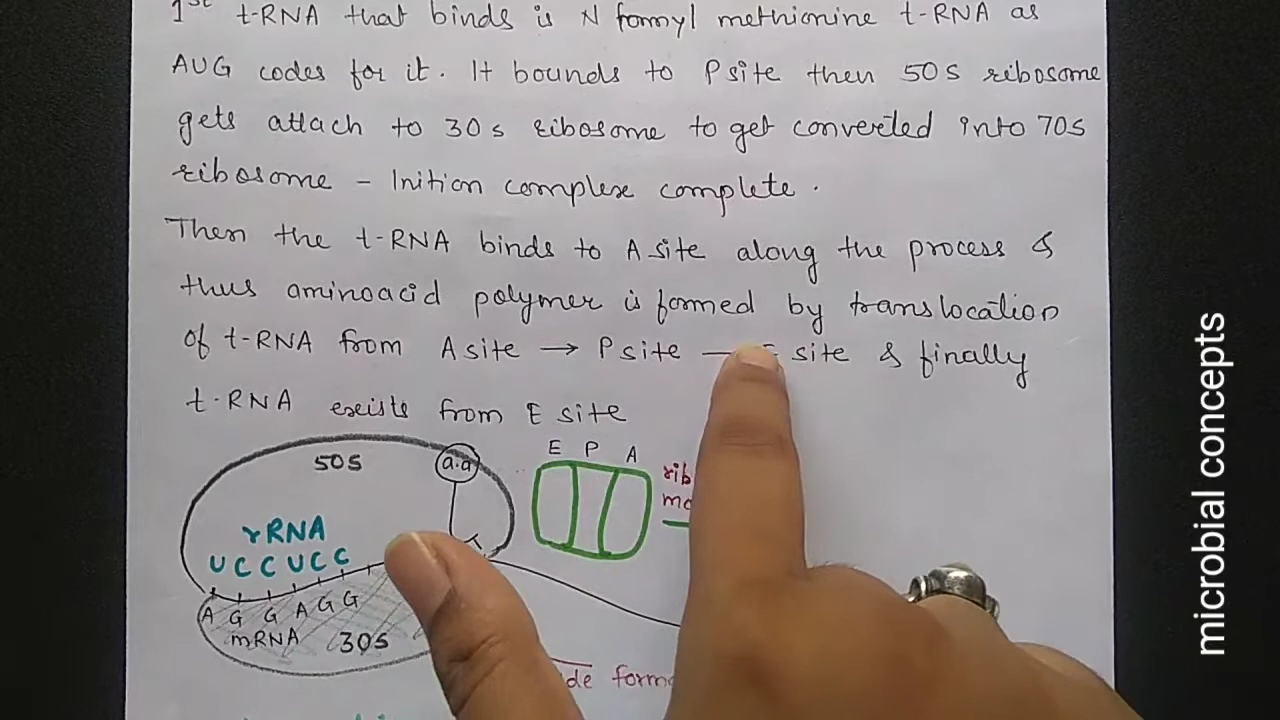 1st t-RNA that binds is N formyl methionine t-RNA as
AUG codes for it. It bounds to P site then 50S ribosome
gets attach to 30s ribosome to get converted into 70s
ribosome - Inition complex complete.
Then the t-RNA binds to A site along the process &
thus aminoacid polymer is formed by translocation
of t-RNA from A site → P site → site & finally
t-RNA exists from E site
50S
a.a
E P A
rRNA
UCCUCC
A G G A G G
mRNA 30S
microbial concepts